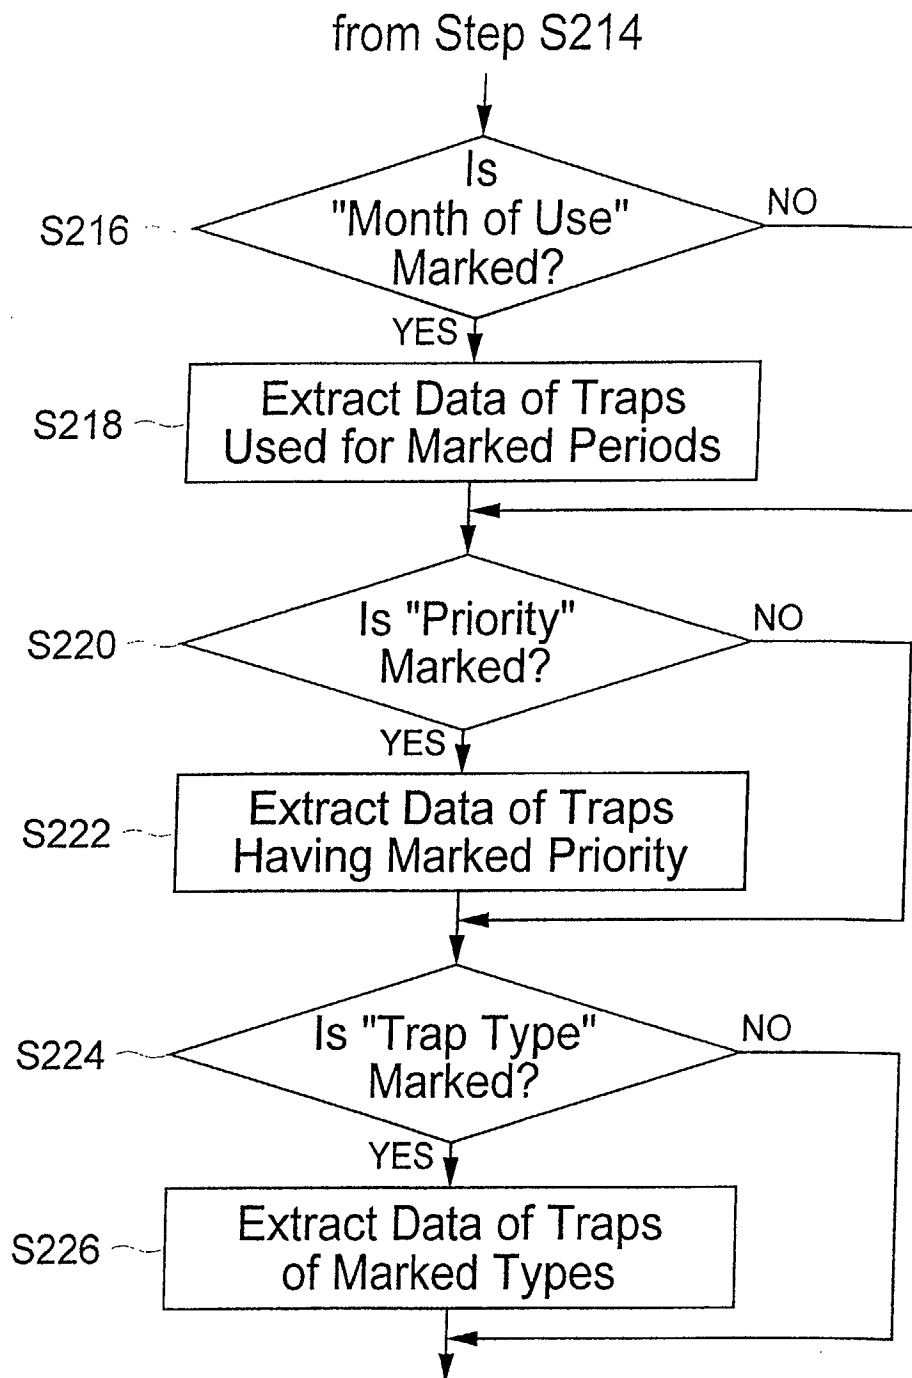 from Step S214
Is
"Month of Use"
Marked?
NO
S216
YES
Extract Data of Traps
Used for Marked Periods
S218
Is "Priority"
Marked?
NO
S220
YES
Extract Data of Traps
Having Marked Priority
S222
Is "Trap Type"
Marked?
NO
S224
YES
Extract Data of Traps
of Marked Types
S226